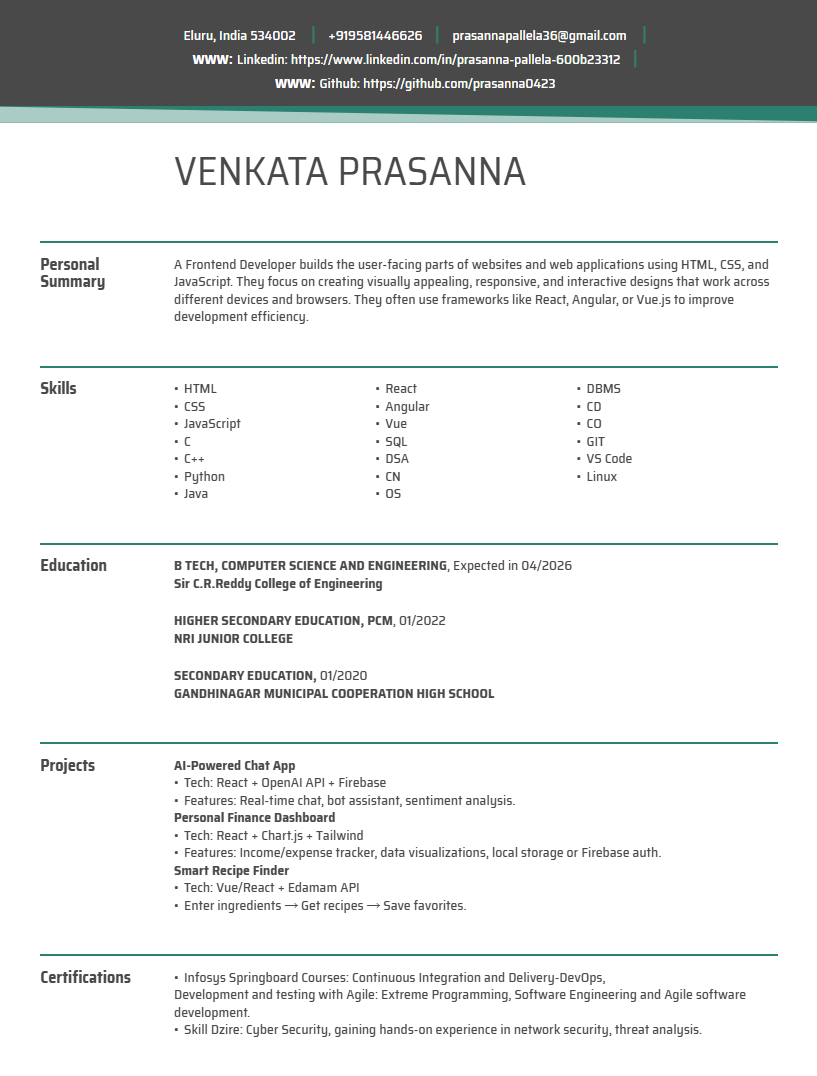 Eluru, India 534002 | +919581446626 | prasannapallela36@gmail.com |
WWW: Linkedin: https://www.linkedin.com/in/prasanna-pallela-600b23312 |
WWW: Github: https://github.com/prasanna0423
VENKATA PRASANNA
Personal
Summary
A Frontend Developer builds the user-facing parts of websites and web applications using HTML, CSS, and
JavaScript. They focus on creating visually appealing, responsive, and interactive designs that work across
different devices and browsers. They often use frameworks like React, Angular, or Vue.js to improve
development efficiency.
Skills
• HTML
• CSS
• JavaScript
• C
• C++
• Python
• Java
• React
• Angular
• Vue
• SQL
• DSA
• CN
• OS
• DBMS
• CD
• CO
• GIT
• VS Code
• Linux
Education
B TECH, COMPUTER SCIENCE AND ENGINEERING, Expected in 04/2026
Sir C.R.Reddy College of Engineering
HIGHER SECONDARY EDUCATION, PCM, 01/2022
NRI JUNIOR COLLEGE
SECONDARY EDUCATION, 01/2020
GANDHINAGAR MUNICIPAL COOPERATION HIGH SCHOOL
Projects
AI-Powered Chat App
• Tech: React + OpenAI API + Firebase
• Features: Real-time chat, bot assistant, sentiment analysis.
Personal Finance Dashboard
• Tech: React + Chart.js + Tailwind
• Features: Income/expense tracker, data visualizations, local storage or Firebase auth.
Smart Recipe Finder
• Tech: Vue/React + Edamam API
• Enter ingredients → Get recipes → Save favorites.
Certifications
• Infosys Springboard Courses: Continuous Integration and Delivery-DevOps,
Development and testing with Agile: Extreme Programming, Software Engineering and Agile software
development.
• Skill Dzire: Cyber Security, gaining hands-on experience in network security, threat analysis.